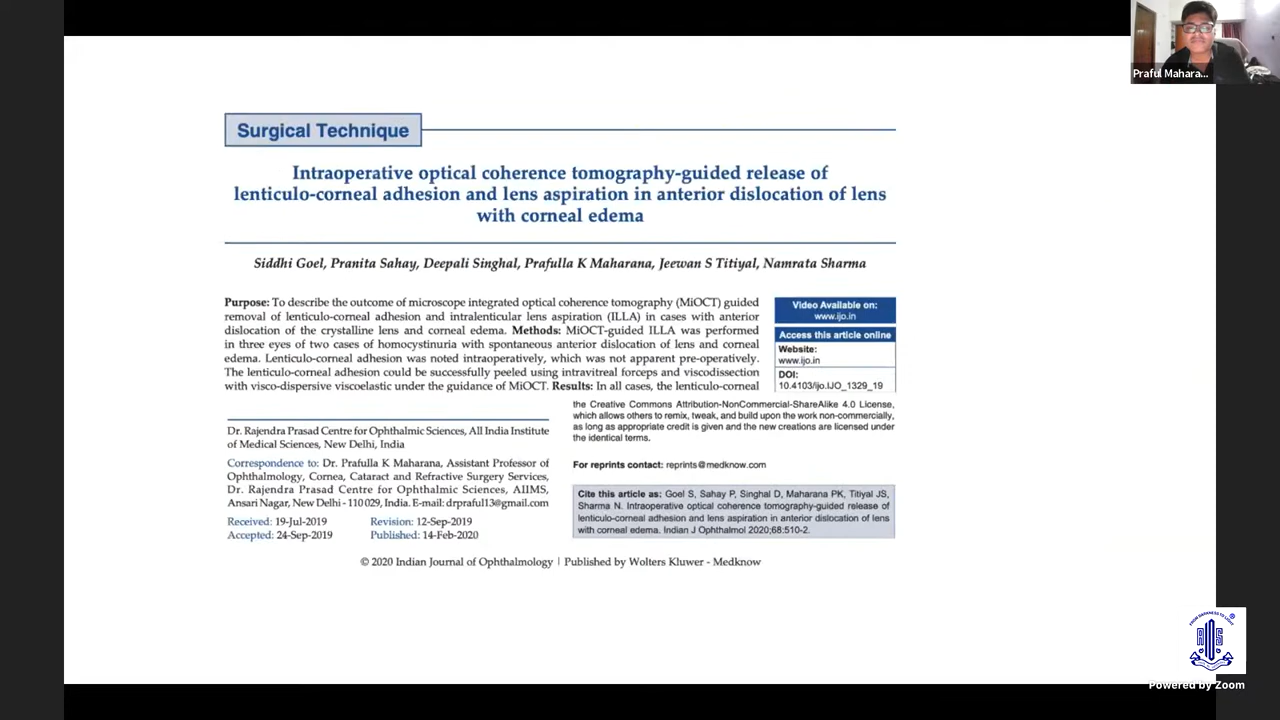 Praful Mahara...
Surgical Technique
Intraoperative optical coherence tomography-guided release of
lenticulo-corneal adhesion and lens aspiration in anterior dislocation of lens
with corneal edema
Siddhi Goel, Pranita Sahay, Deepali Singhal, Prafulla K Maharana, Jeewan S Titiyal, Namrata Sharma
Purpose: To describe the outcome of microscope integrated optical coherence tomography (MiOCT) guided
removal of lenticulo-corneal adhesion and intralenticular lens aspiration (ILLA) in cases with anterior
dislocation of the crystalline lens and corneal edema. Methods: MiOCT-guided ILLA was performed
in three eyes of two cases of homocystinuria with spontaneous anterior dislocation of lens and corneal
edema. Lenticulo-corneal adhesion was noted intraoperatively, which was not apparent pre-operatively.
The lenticulo-corneal adhesion could be successfully peeled using intravitreal forceps and viscodissection
with visco-dispersive viscoelastic under the guidance of MiOCT. Results: In all cases, the lenticulo-corneal
Video Available on:
www.ijo.in
Access this article online
Website:
www.ijo.in
DOI:
10.4103/ijo.IJO_1329_19
Dr. Rajendra Prasad Centre for Ophthalmic Sciences, All India Institute
of Medical Sciences, New Delhi, India
Correspondence to: Dr. Prafulla K Maharana, Assistant Professor of
Ophthalmology, Cornea, Cataract and Refractive Surgery Services,
Dr. Rajendra Prasad Centre for Ophthalmic Sciences, AIIMS,
Ansari Nagar, New Delhi - 110 029, India. E-mail: drpraful13@gmail.com
Received: 19-Jul-2019 Revision: 12-Sep-2019
Accepted: 24-Sep-2019 Published: 14-Feb-2020
the Creative Commons Attribution-NonCommercial-ShareAlike 4.0 License,
which allows others to remix, tweak, and build upon the work non-commercially,
as long as appropriate credit is given and the new creations are licensed under
the identical terms.
For reprints contact: reprints@medknow.com
Cite this article as: Goel S, Sahay P, Singhal D, Maharana PK, Titiyal JS,
Sharma N. Intraoperative optical coherence tomography-guided release of
lenticulo-corneal adhesion and lens aspiration in anterior dislocation of lens
with corneal edema. Indian J Ophthalmol 2020;68:510-2.
© 2020 Indian Journal of Ophthalmology | Published by Wolters Kluwer - Medknow
Powered by Zoom